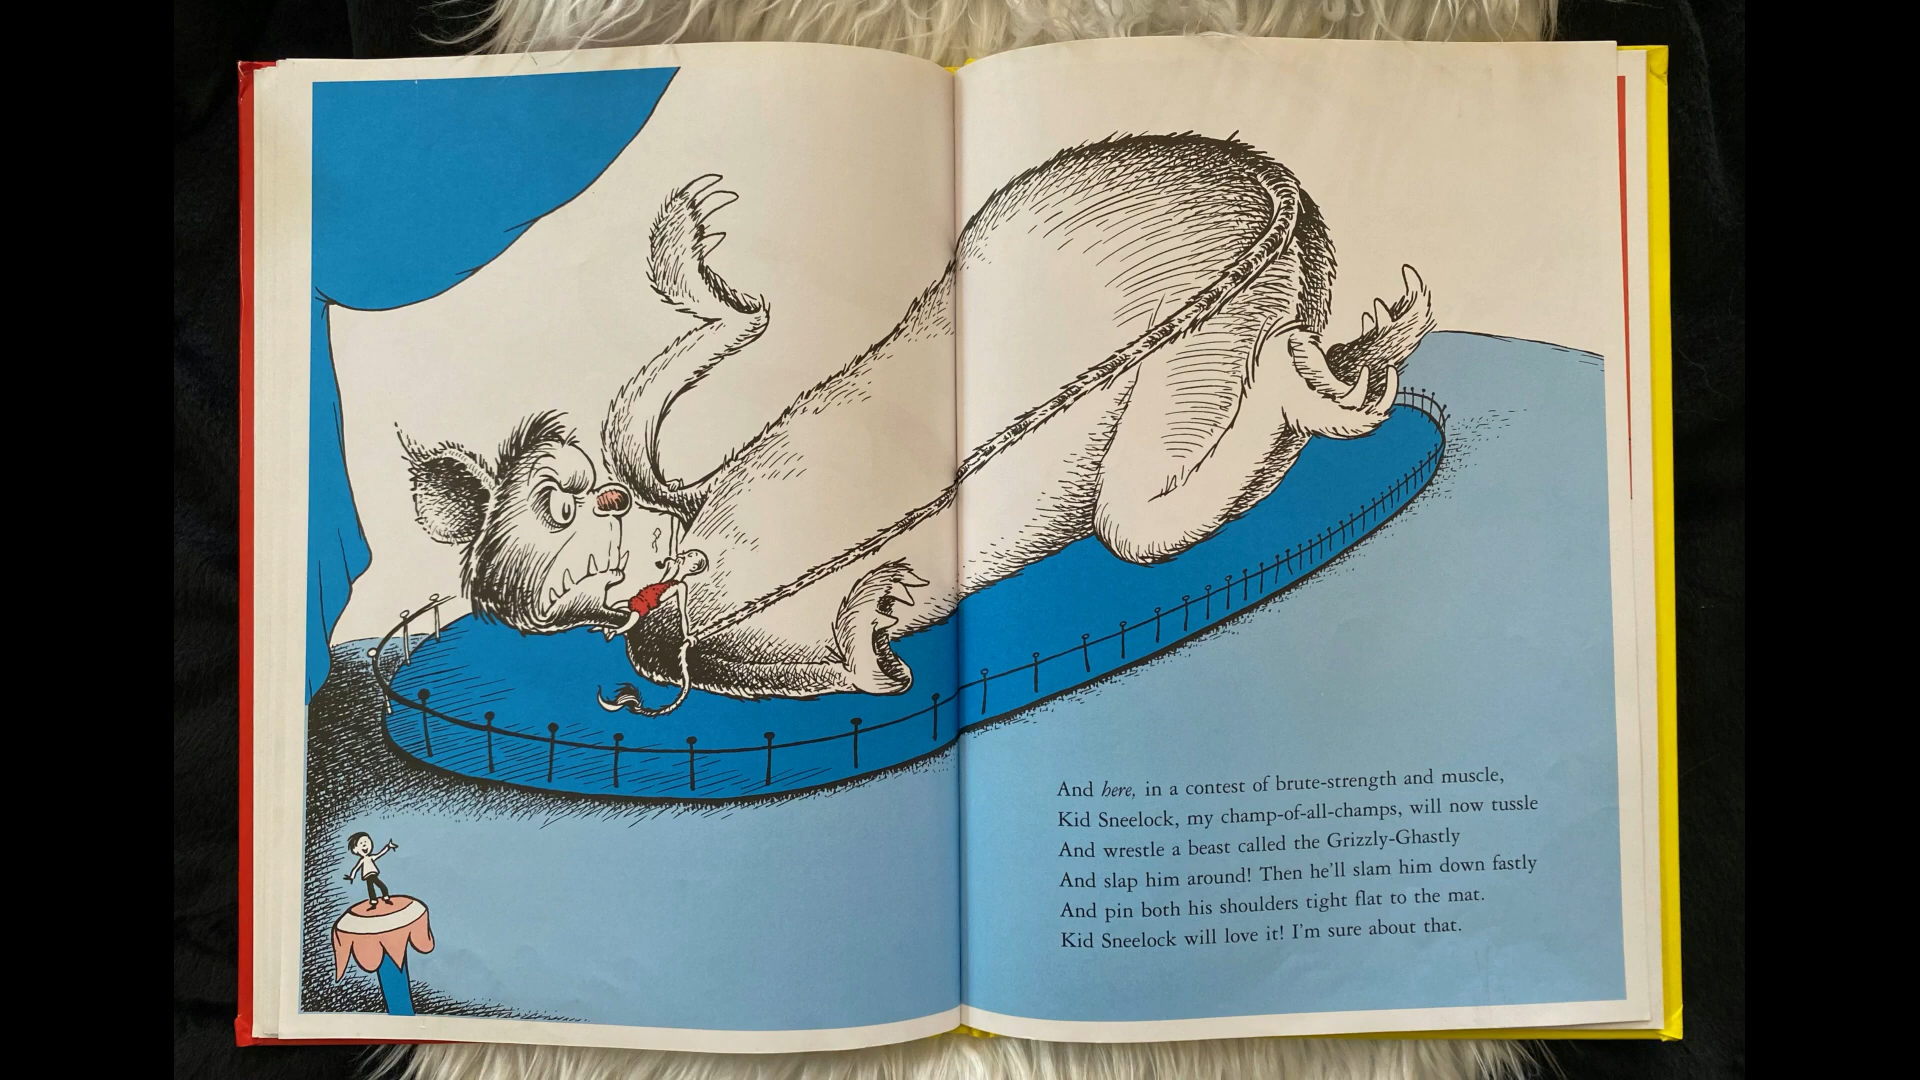 And here, in a contest of brute-strength and muscle,
Kid Sneelock, my champ-of-all-champs, will now tussle
And wrestle a beast called the Grizzly-Ghastly
And slap him around! Then he'll slam him down fastly
And pin both his shoulders tight flat to the mat.
Kid Sneelock will love it! I'm sure about that.